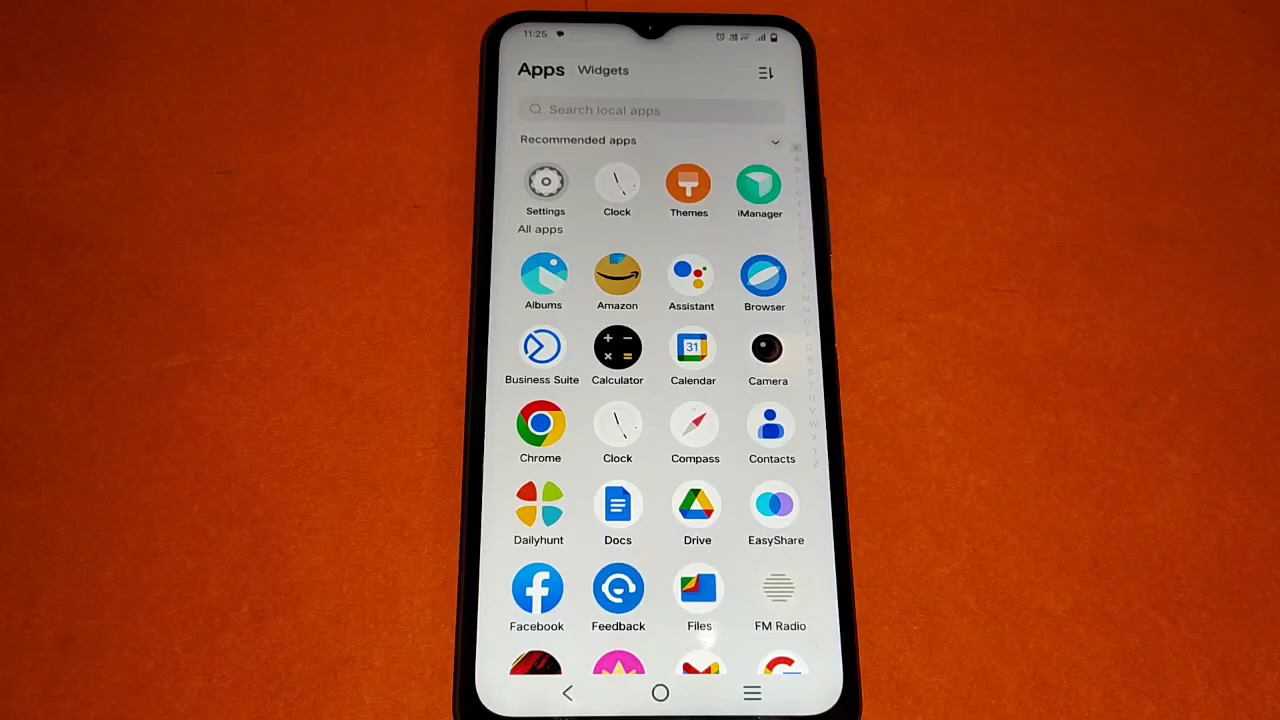 11:25
Apps Widgets
Search local apps
Recommended apps
Settings Clock Themes iManager
All apps
Albums Amazon Assistant Browser
31
Business Suite Calculator Calendar Camera
Chrome Clock Compass Contacts
Dailyhunt Docs Drive EasyShare
Facebook Feedback Files FM Radio